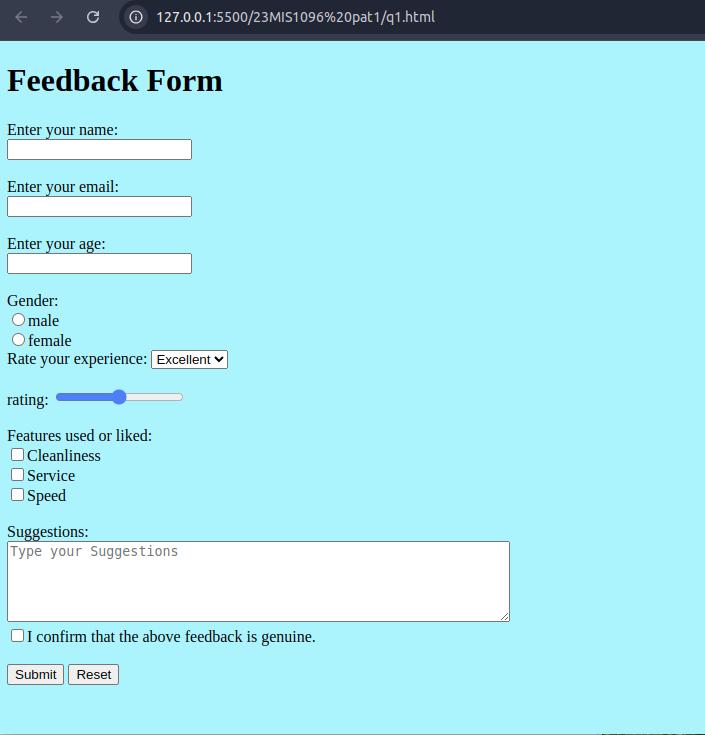 127.0.0.1:5500/23MIS1096%20pat1/q1.html
Feedback Form
Enter your name:
Enter your email:
Enter your age:
Gender:
male
female
Rate your experience: Excellent
rating:
Features used or liked:
Cleanliness
Service
Speed
Suggestions:
Type your Suggestions
I confirm that the above feedback is genuine.
Submit Reset